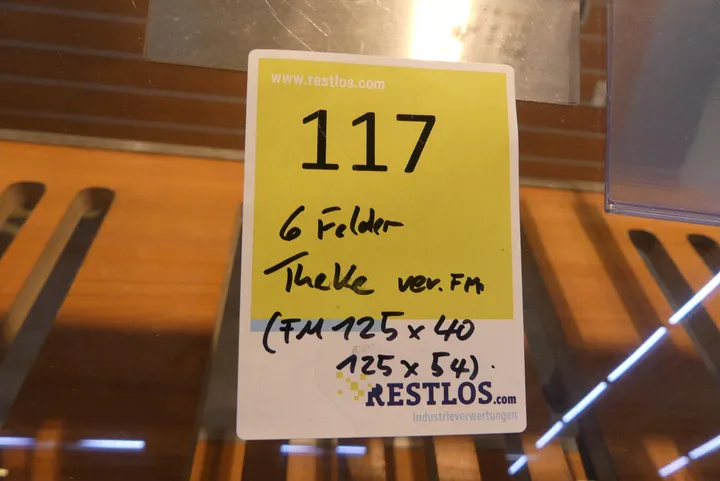 www.restlos.com
117
6 Felder
Theke ver. FM.
(FM 125 x 40
125 x 54).
RESTLOS.com
Industrieverwertungen